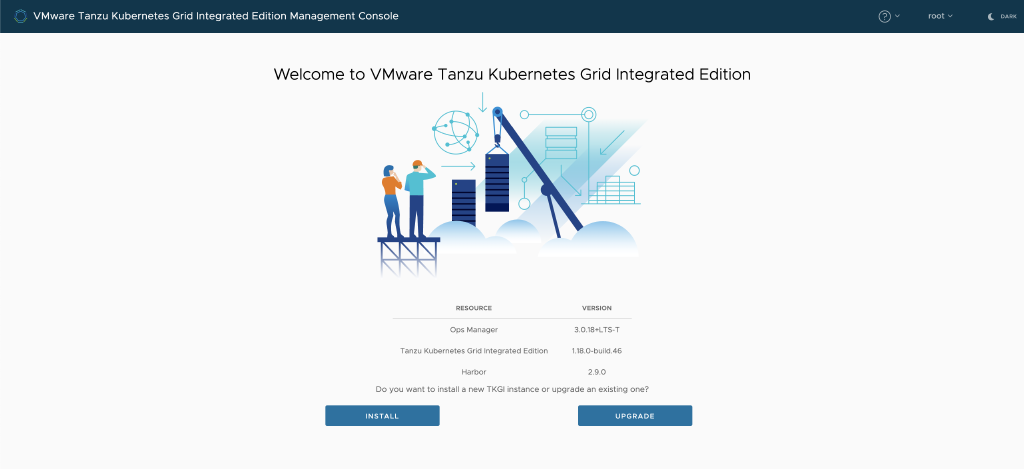 VMware Tanzu Kubernetes Grid Integrated Edition Management Console
root
DARK
Welcome to VMware Tanzu Kubernetes Grid Integrated Edition
RESOURCE VERSION
Ops Manager 3.0.18+LTS-T
Tanzu Kubernetes Grid Integrated Edition 1.18.0-build.46
Harbor 2.9.0
Do you want to install a new TKGI instance or upgrade an existing one?
INSTALL UPGRADE